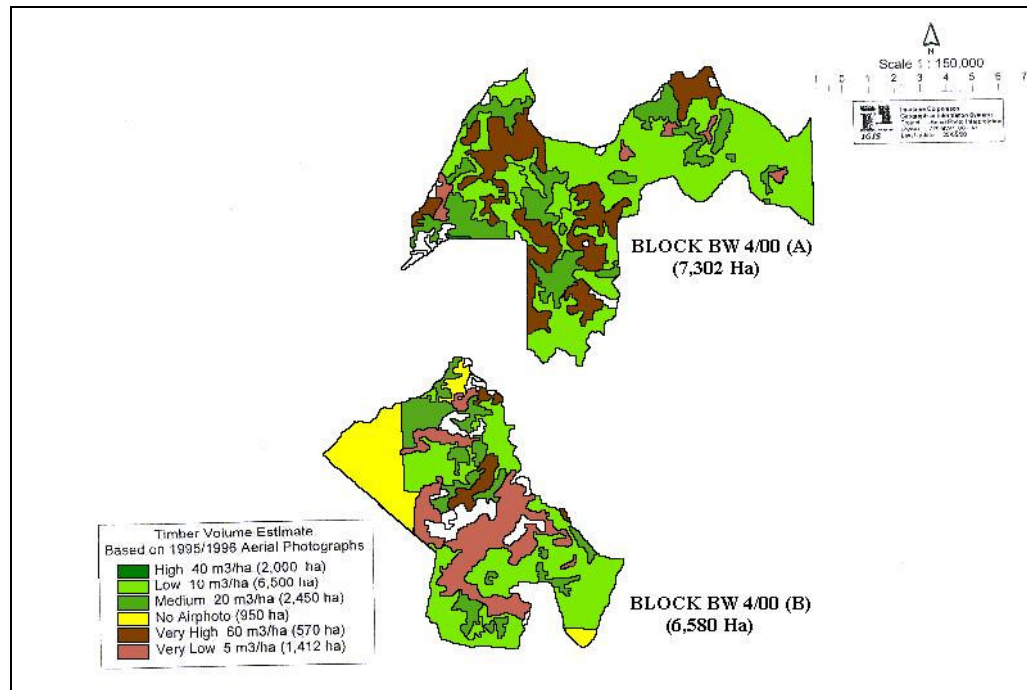 N
Scale 1 : 150,000
1 0 1 2 3 4 5 6 7
Geographic Information Systems
IGIS
BLOCK BW 4/00 (A)
(7,302 Ha)
Timber Volume Estimate
Based on 1995/1996 Aerial Photographs
High 40 m3/ha (2,000 ha)
Low 10 m3/ha (6,500 ha)
Medium 20 m3/ha (2,450 ha)
No Airphoto (950 ha)
Very High 60 m3/ha (570 ha)
Very Low 5 m3/ha (1,412 ha)
BLOCK BW 4/00 (B)
(6,580 Ha)